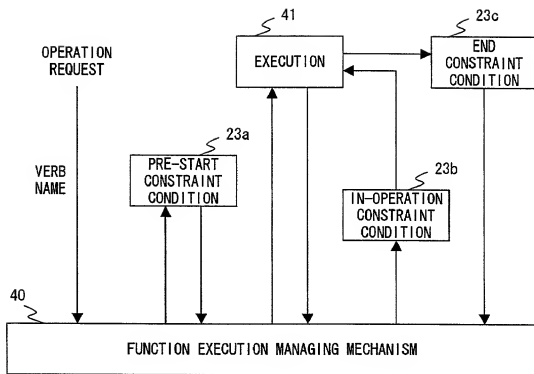 41
23c
OPERATION
REQUEST
EXECUTION
END
CONSTRAINT
CONDITION
23a
VERB
NAME
PRE-START
CONSTRAINT
CONDITION
23b
IN-OPERATION
CONSTRAINT
CONDITION
40
FUNCTION EXECUTION MANAGING MECHANISM